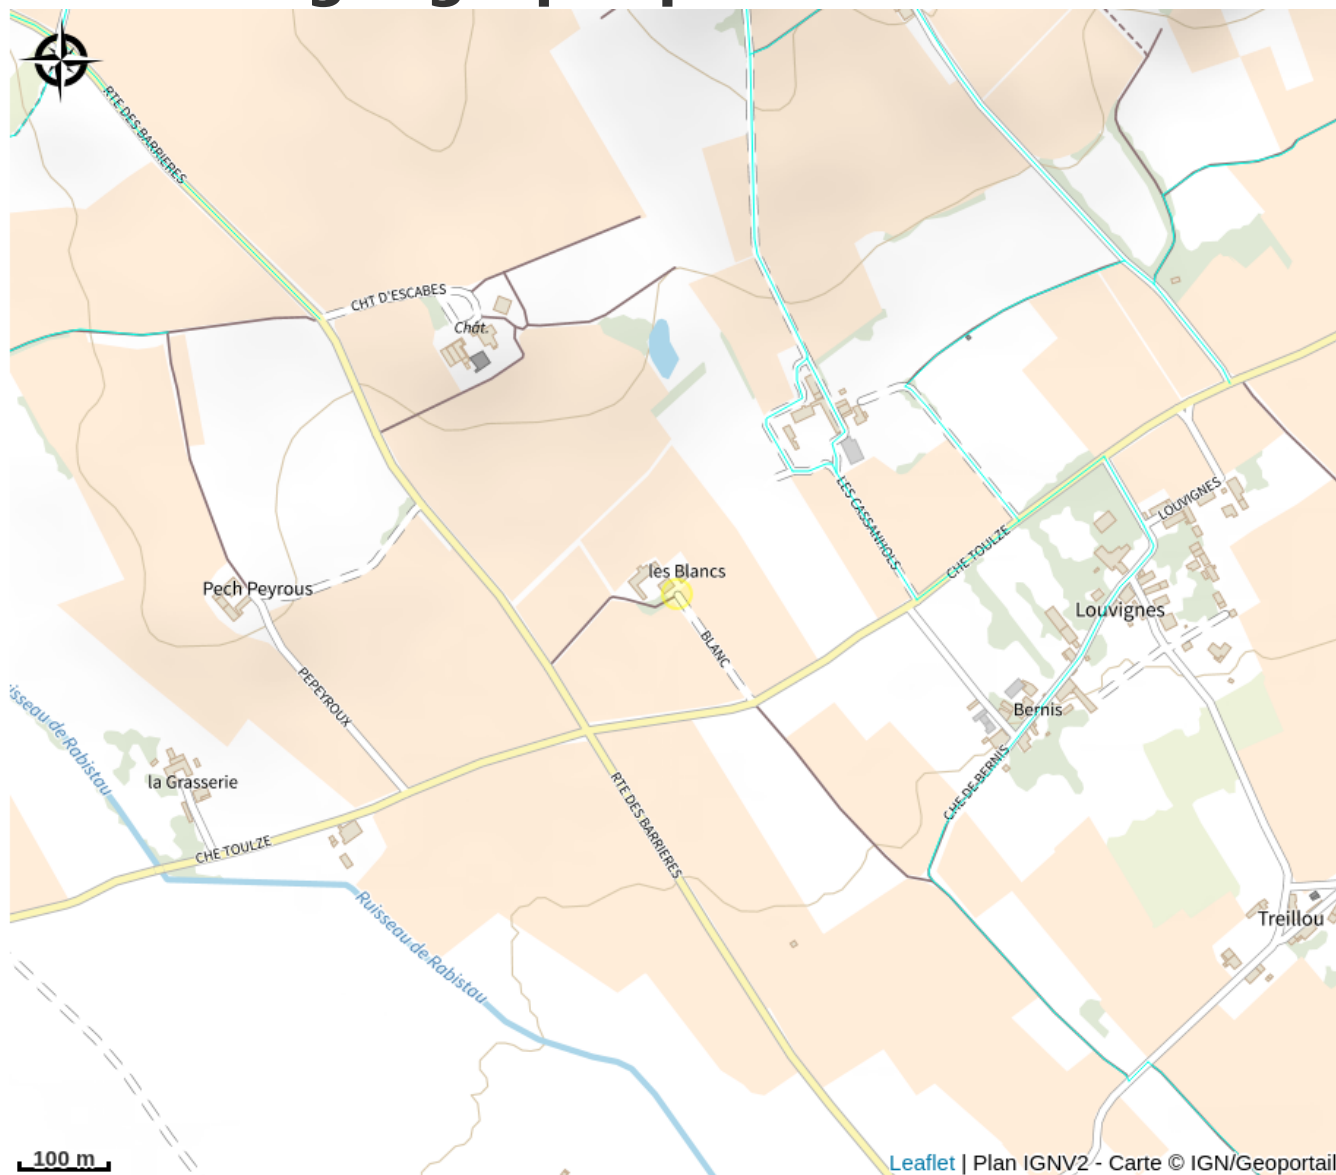 RTE DES BARRIERES
CHT D'ESCABES
Chât.
LES CASSANHOLS
LOUVIGNES
CHE TOULZE
les Blancs
Pech Peyrous
Louvignes
BLANC
PEPEYROUX
Bernis
isseau de Rabistau
la Grasserie
CHE DE BERNIS
RTE DES BARRIERES
CHE TOULZE
Ruisseau de Rabistau
Treillou
100 m
Leaflet | Plan IGNV2 - Carte © IGN/Geoportail